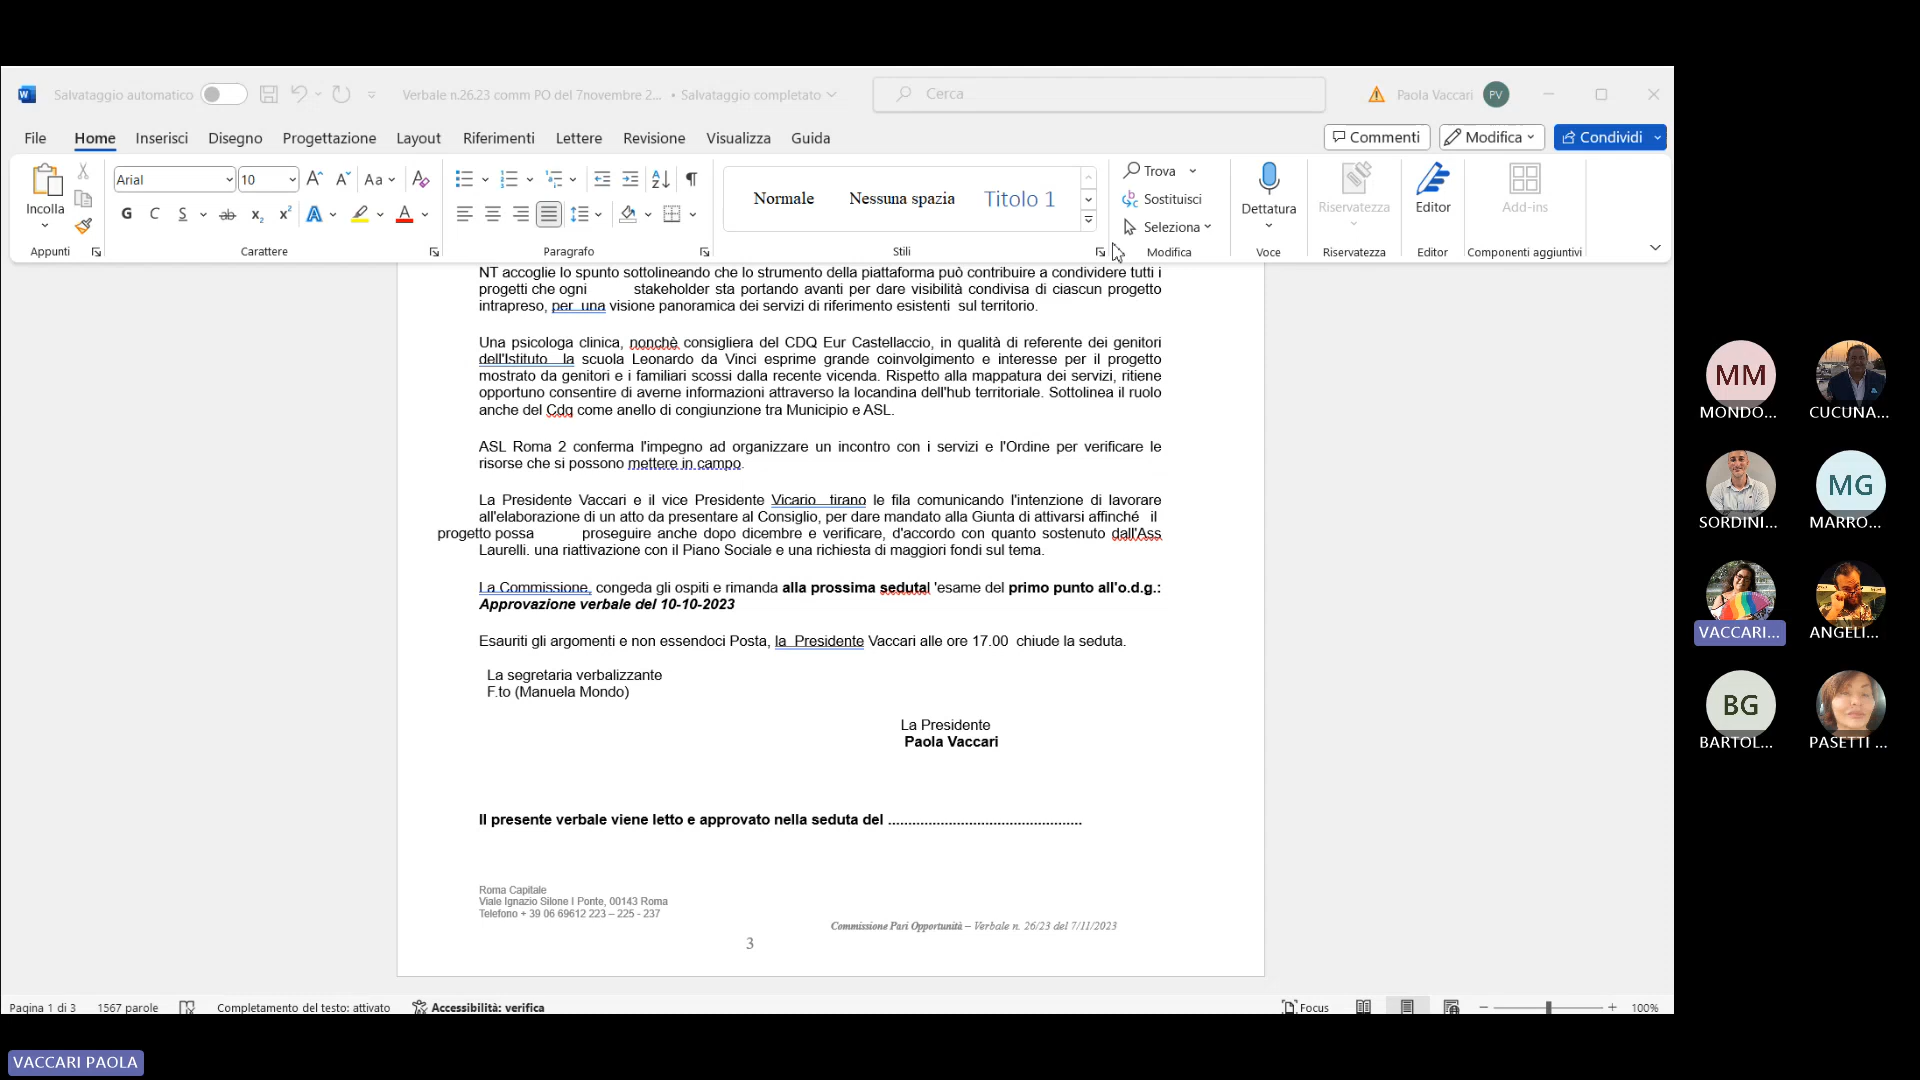 Salvataggio automatico
Verbale n.26.23 comm PO del 7novembre 2... • Salvataggio completato
Cerca
Paola Vaccari PV
File Home Inserisci Disegno Progettazione Layout Riferimenti Lettere Revisione Visualizza Guida
Commenti Modifica Condividi
Incolla
Appunti
Arial 10
Carattere
Paragrafo
Normale Nessuna spazia Titolo 1
Stili
Trova
Sostituisci
Seleziona
Modifica
Dettatura
Voce
Riservatezza
Riservatezza
Editor
Editor
Add-ins
Componenti aggiuntivi
NT accoglie lo spunto sottolineando che lo strumento della piattaforma può contribuire a condividere tutti i
progetti che ogni stakeholder sta portando avanti per dare visibilità condivisa di ciascun progetto
intrapreso, per una visione panoramica dei servizi di riferimento esistenti sul territorio.
Una psicologa clinica, nonchè consigliera del CDQ Eur Castellaccio, in qualità di referente dei genitori
dell'Istituto la scuola Leonardo da Vinci esprime grande coinvolgimento e interesse per il progetto
mostrato da genitori e i familiari scossi dalla recente vicenda. Rispetto alla mappatura dei servizi, ritiene
opportuno consentire di averne informazioni attraverso la locandina dell'hub territoriale. Sottolinea il ruolo
anche del Cdq come anello di congiunzione tra Municipio e ASL.
ASL Roma 2 conferma l'impegno ad organizzare un incontro con i servizi e l'Ordine per verificare le
risorse che si possono mettere in campo.
La Presidente Vaccari e il vice Presidente Vicario tirano le fila comunicando l'intenzione di lavorare
all'elaborazione di un atto da presentare al Consiglio, per dare mandato alla Giunta di attivarsi affinché il
progetto possa proseguire anche dopo dicembre e verificare, d'accordo con quanto sostenuto dall'Ass
Laurelli. una riattivazione con il Piano Sociale e una richiesta di maggiori fondi sul tema.
La Commissione, congeda gli ospiti e rimanda alla prossima sedutal 'esame del primo punto all'o.d.g.:
Approvazione verbale del 10-10-2023
Esauriti gli argomenti e non essendoci Posta, la Presidente Vaccari alle ore 17.00 chiude la seduta.
La segretaria verbalizzante
F.to (Manuela Mondo)
La Presidente
Paola Vaccari
Il presente verbale viene letto e approvato nella seduta del ................................................
Roma Capitale
Viale Ignazio Silone I Ponte, 00143 Roma
Telefono + 39 06 69612 223 – 225 - 237
Commissione Pari Opportunità – Verbale n. 26/23 del 7/11/2023
3
Pagina 1 di 3 1567 parole Completamento del testo: attivato Accessibilità: verifica Focus 100%
MM
MONDO... CUCUNA...
MG
SORDINI... MARRO...
VACCARI... ANGELI...
BG
BARTOL... PASETTI ...
VACCARI PAOLA